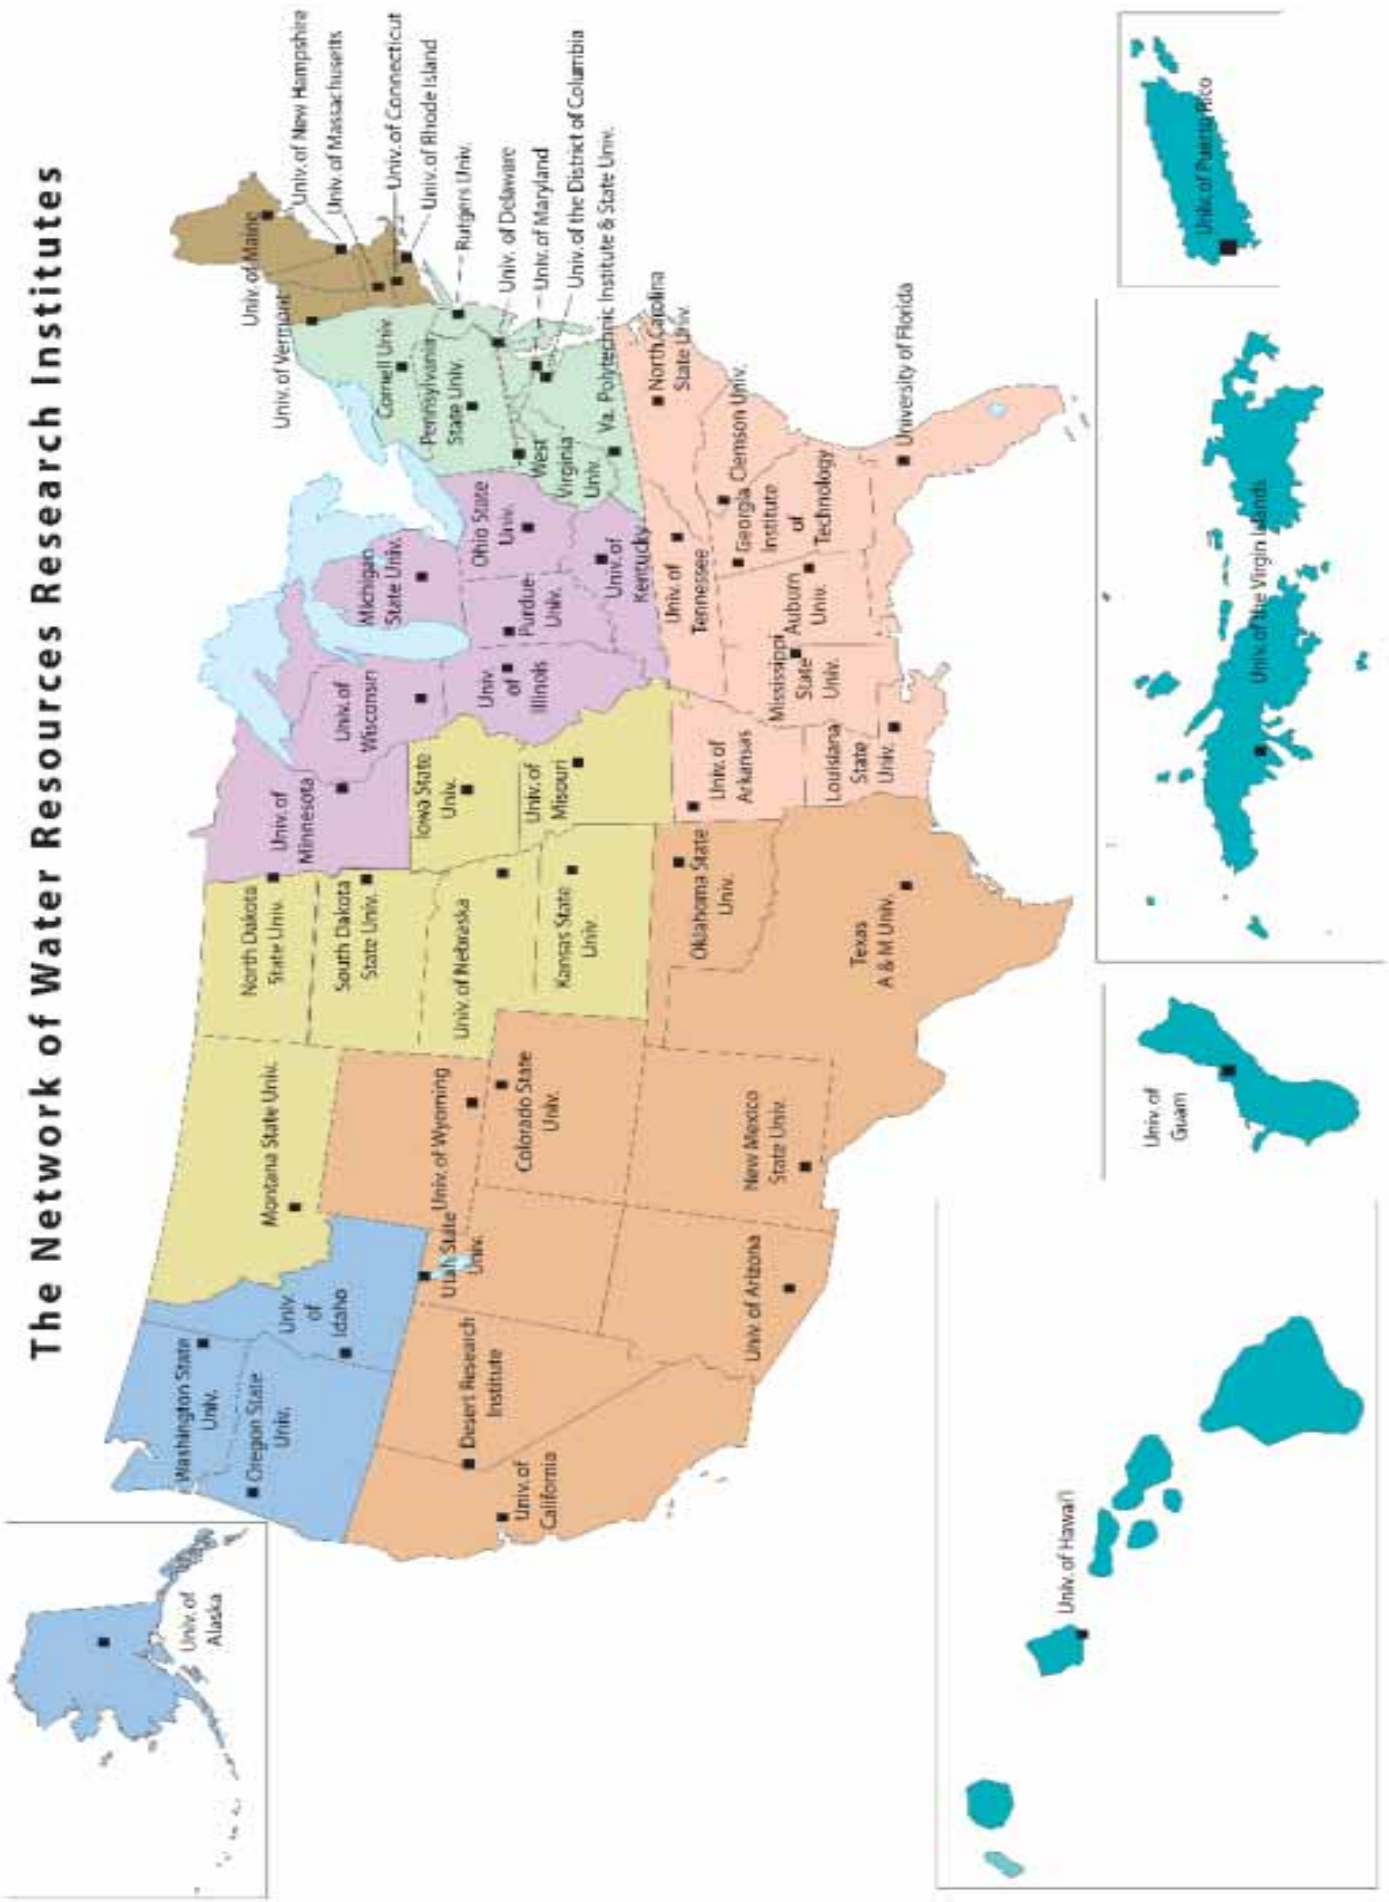 The Network of Water Resources Research Institutes
Univ. of
Alaska
Washington State
Univ.
Oregon State
Univ.
Univ.
of
Idaho
Montana State Univ.
North Dakota
State Univ.
South Dakota
State Univ.
Univ. of Nebraska
Kansas State
Univ.
Univ. of
Minnesota
Iowa State
Univ.
Univ. of
Misouri
Univ. of
Wisconsin
Michigan
State Univ.
Univ
of
Illinois
Purdue
Univ.
Ohio State
Univ.
Univ. of
Kentucky
Univ. of Maine
Univ. of Vermont
Univ. of New Hampshire
Univ. of Massachusetts
Univ. of Connecticut
Univ. of Rhode Island
Cornell Univ.
Pennsylvania
State Univ.
Rutgers Univ.
Univ. of Delaware
Univ. of Maryland
Univ. of the District of Columbia
West
Virginia
Univ.
Va. Polytechnic Institute & State Univ.
Univ. of Wyoming
Utah State
Univ.
Colorado State
Univ.
Desert Research
Institute
Univ. of
California
Univ. of Arizona
New Mexico
State Univ.
Oklahoma State
Univ.
Texas
A & M Univ.
Univ. of
Arkansas
Louisiana
State
Univ.
Mississippi
State
Univ.
Auburn
Univ.
Univ. of
Tennessee
Georgia
Institute
of
Technology
Clemson Univ.
North Carolina
State Univ.
University of Florida
Univ. of Hawai'i
Univ. of
Guam
Univ. of the Virgin Islands
Univ. of Puerto Rico